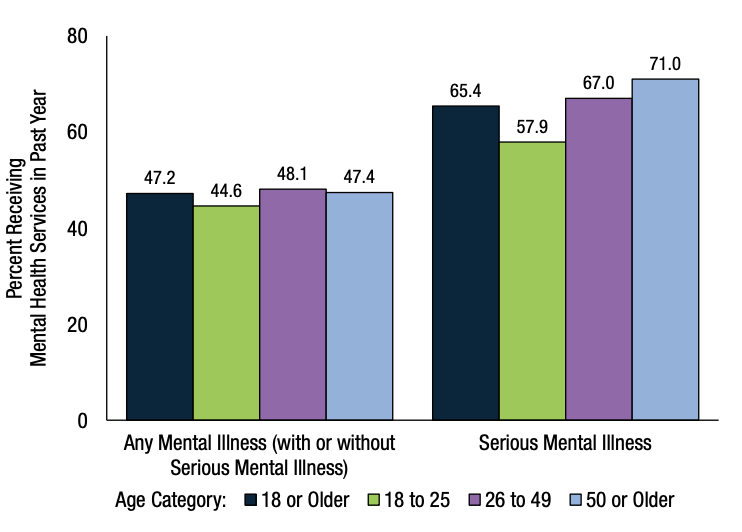 Percent Receiving
Mental Health Services in Past Year
80
60
40
20
0
47.2
44.6
48.1
47.4
65.4
57.9
67.0
71.0
Any Mental Illness (with or without
Serious Mental Illness)
Serious Mental Illness
Age Category: 18 or Older 18 to 25 26 to 49 50 or Older